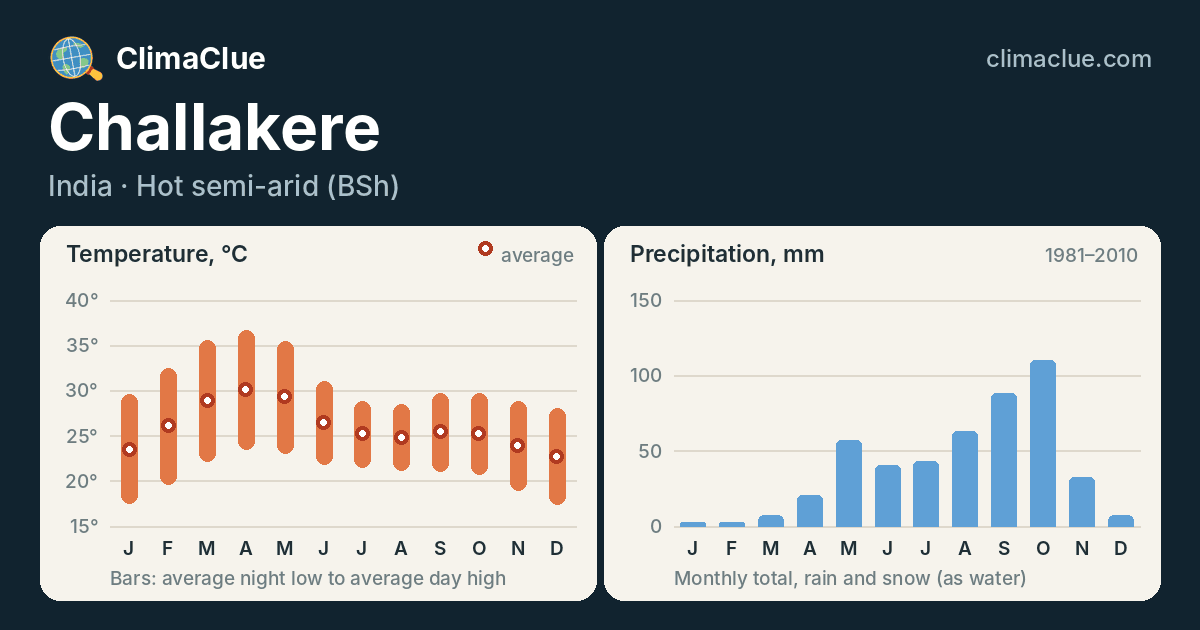 ClimaClue
climaclue.com
Challakere
India · Hot semi-arid (BSh)
Temperature, °C
average
40°
35°
30°
25°
20°
15°
J F M A M J J A S O N D
Bars: average night low to average day high
Precipitation, mm
1981–2010
150
100
50
0
J F M A M J J A S O N D
Monthly total, rain and snow (as water)